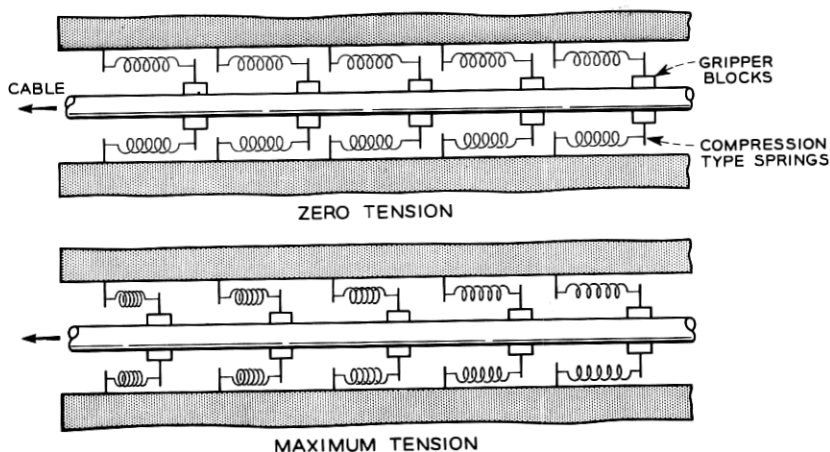 CABLE
GRIPPER
BLOCKS
COMPRESSION
TYPE SPRINGS
ZERO TENSION
MAXIMUM TENSION